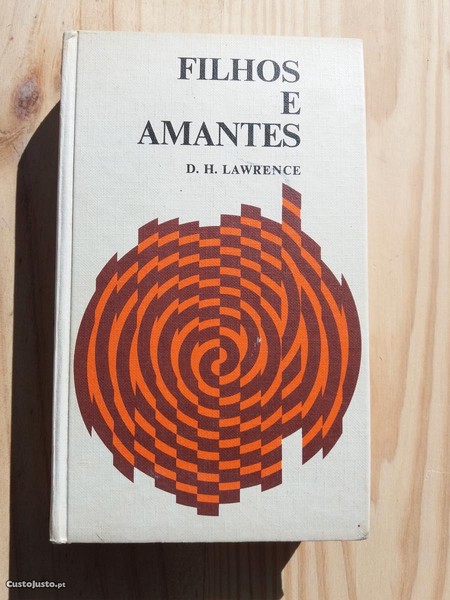 FILHOS
E
AMANTES
D. H. LAWRENCE
CustoJusto.pt